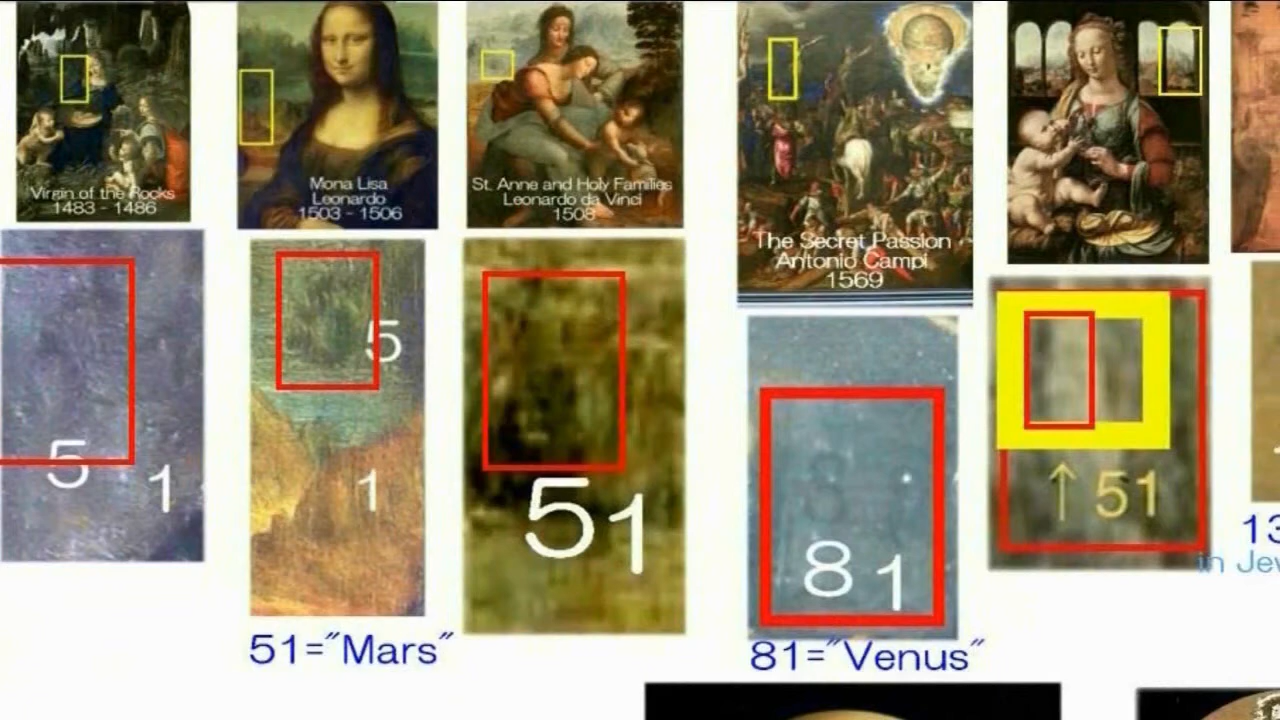 Virgin of the Rocks
1483 - 1486
Mona Lisa
Leonardo
1503 - 1506
St. Anne and Holy Families
Leonardo da Vinci
1508
The Secret Passion
Antonio Campi
1569
5
1
5
1
51
81
↑ 51
13
in Jew
51="Mars"
81="Venus"